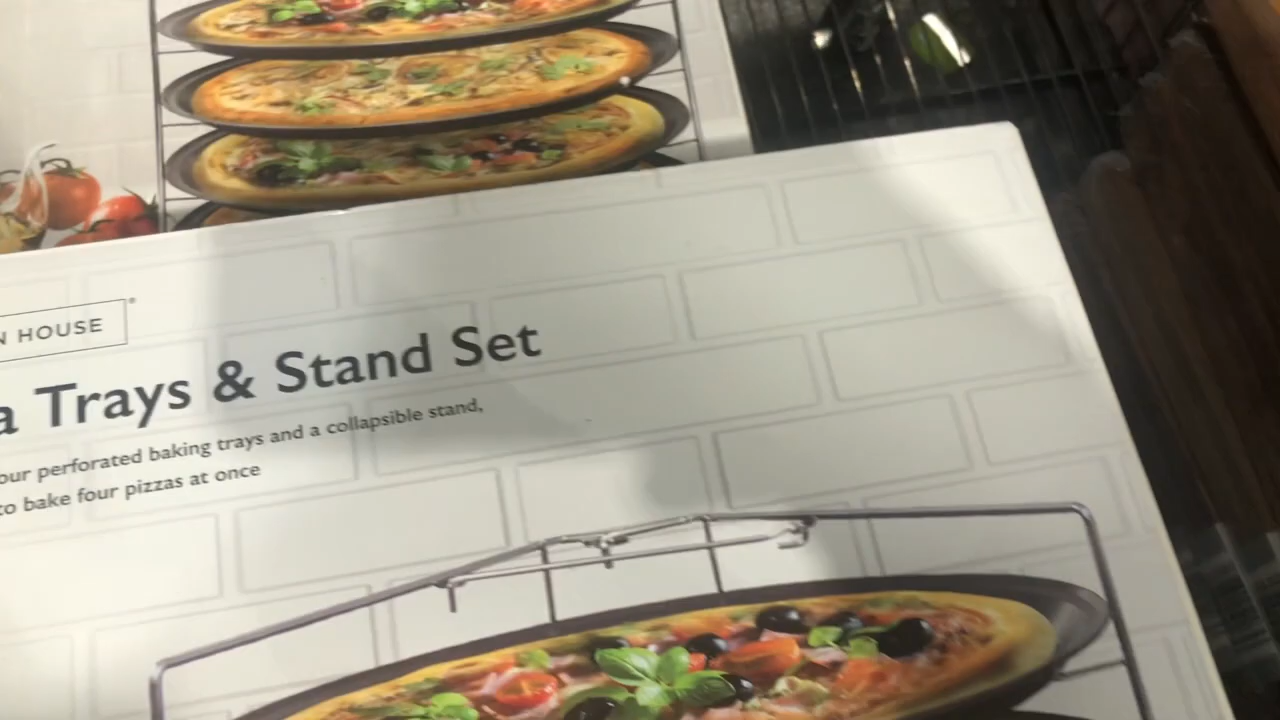 N HOUSE®
a Trays & Stand Set
our perforated baking trays and a collapsible stand,
to bake four pizzas at once